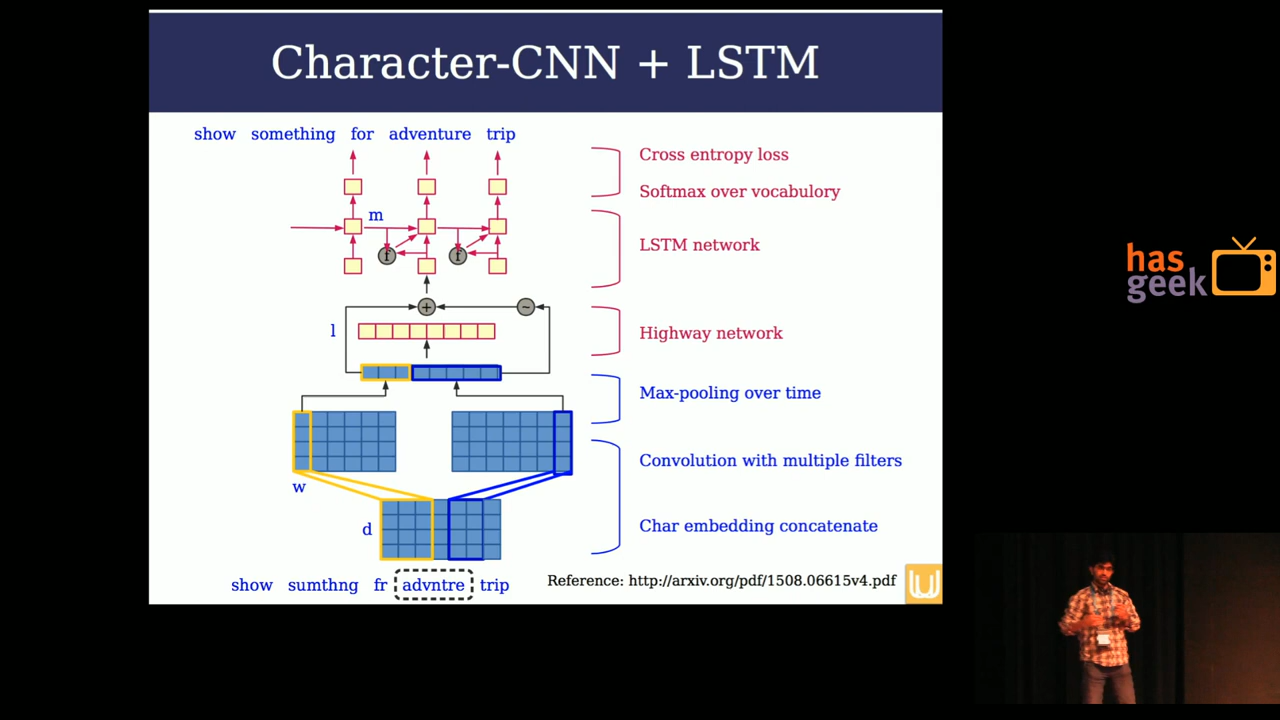 Character-CNN + LSTM
show something for adventure trip
Cross entropy loss
Softmax over vocabulory
m
LSTM network
f f
+ ~
l
Highway network
Max-pooling over time
Convolution with multiple filters
w
d
Char embedding concatenate
show sumthng fr advntre trip
Reference: http://arxiv.org/pdf/1508.06615v4.pdf
has
geek